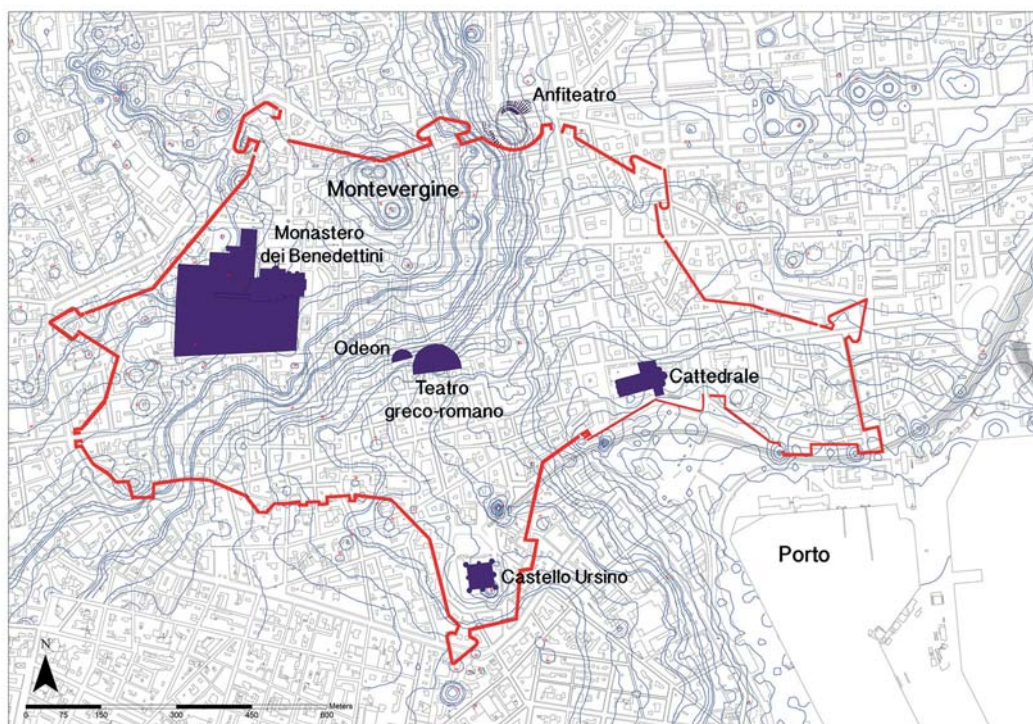 Anfiteatro
Montevergine
Monastero
dei Benedettini
Odeon
Teatro
greco-romano
Cattedrale
Castello Ursino
Porto
N
Meters
0 75 150 300 450 600